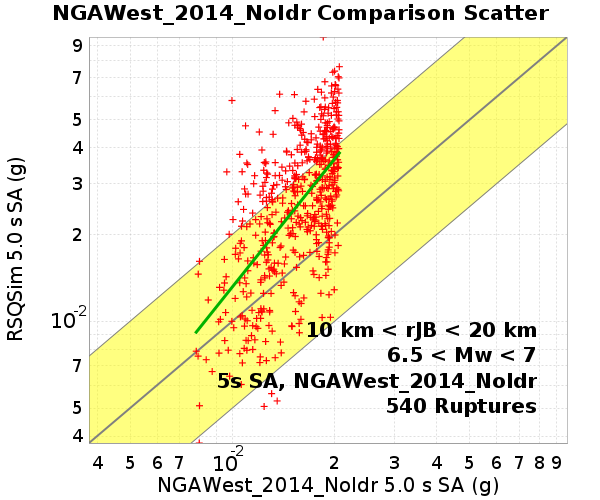 NGAWest_2014_NoIdr Comparison Scatter
RSQSim 5.0 s SA (g)
9
7
5
4
3
2
10-2
7
5
4
10 km < rJB < 20 km
6.5 < Mw < 7
5s SA, NGAWest_2014_NoIdr
540 Ruptures
4 5 6 7 10-2 2 3 4 5 6 7 8 9
NGAWest_2014_NoIdr 5.0 s SA (g)